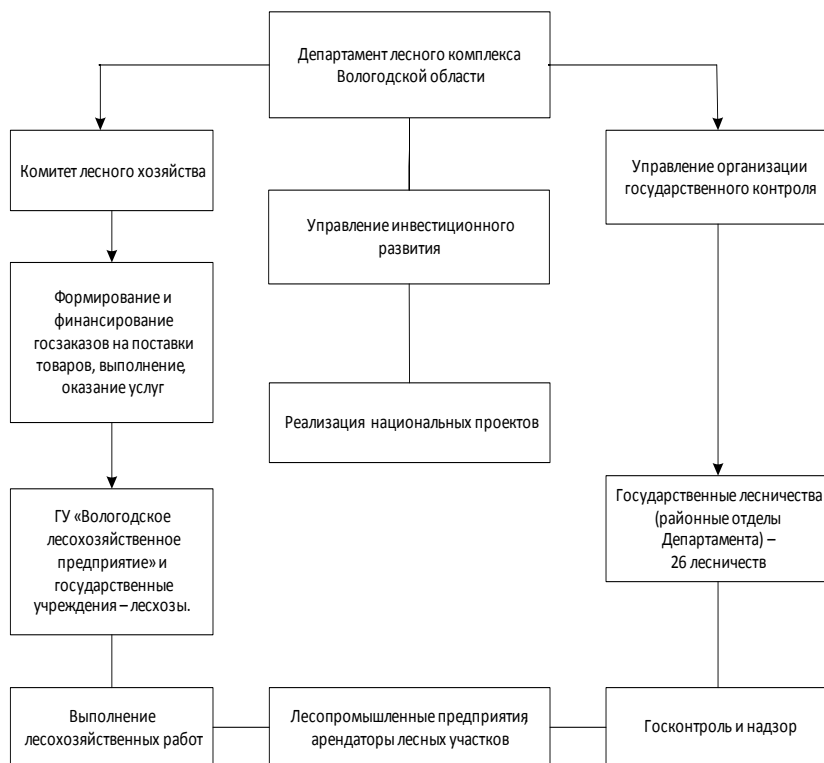 Департамент лесного комплекса
Вологодской области
Комитет лесного хозяйства
Управление организации
государственного контроля
Управление инвестиционного
развития
Формирование и
финансирование
госзаказов на поставки
товаров, выполнение,
оказание услуг
Реализация национальных проектов
ГУ «Вологодское
лесохозяйственное
предприятие» и
государственные
учреждения – лесхозы.
Государственные лесничества
(районные отделы
Департамента) –
26 лесничеств
Выполнение
лесохозяйственных работ
Лесопромышленные предприятия,
арендаторы лесных участков
Госконтроль и надзор